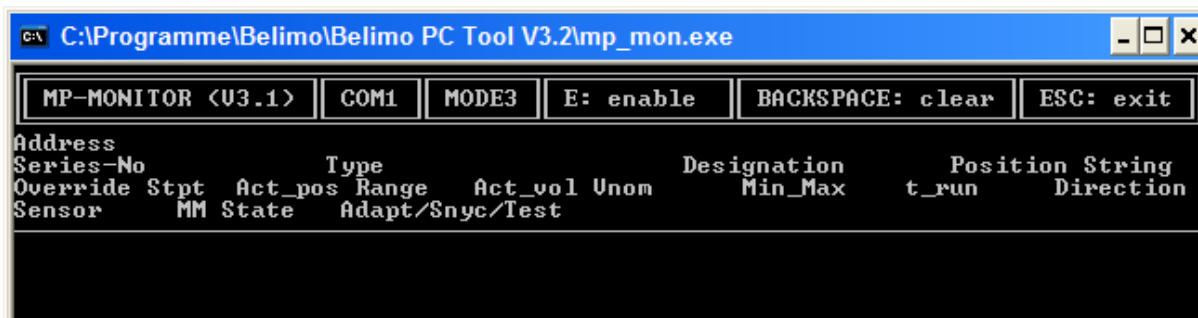 C:\Programme\Belimo\Belimo PC Tool V3.2\mp_mon.exe
MP-MONITOR (V3.1) COM1 MODE3 E: enable BACKSPACE: clear ESC: exit
Address
Series-No Type Designation Position String
Override Stpt Act_pos Range Act_vol Vnom Min_Max t_run Direction
Sensor MM State Adapt/Snyc/Test